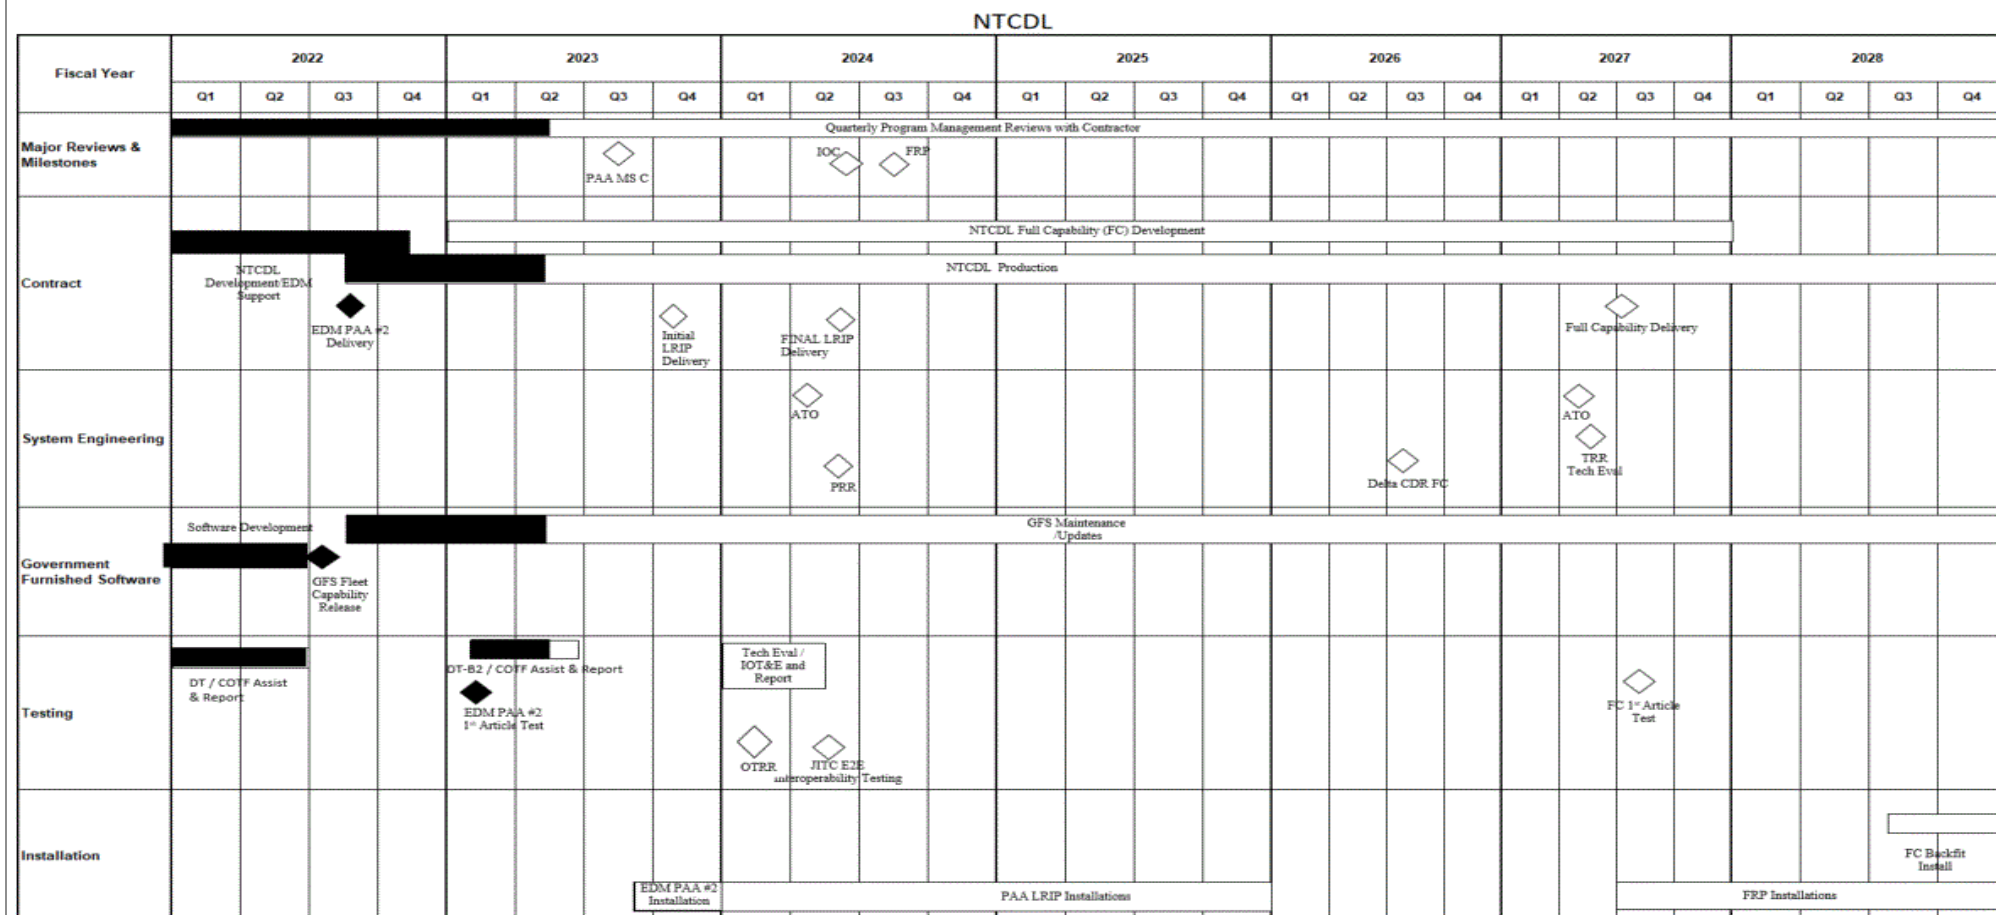 NTCDL
Fiscal Year
2022 2023 2024 2025 2026 2027 2028
Q1 Q2 Q3 Q4 Q1 Q2 Q3 Q4 Q1 Q2 Q3 Q4 Q1 Q2 Q3 Q4 Q1 Q2 Q3 Q4 Q1 Q2 Q3 Q4 Q1 Q2 Q3 Q4
Major Reviews &
Milestones
Quarterly Program Management Reviews with Contractor
PAA MS C
IOC
FRP
Contract
NTCDL Full Capability (FC) Development
NTCDL
Development/EDM
Support
NTCDL Production
EDM PAA #2
Delivery
Initial
LRIP
Delivery
FINAL LRIP
Delivery
Full Capability Delivery
System Engineering
ATO
PRR
Delta CDR FC
ATO
TRR
Tech Eval
Government
Furnished Software
Software Development
GFS Fleet
Capability
Release
GFS Maintenance
/Updates
Testing
DT / COTF Assist
& Report
DT-B2 / COTF Assist & Report
EDM PAA #2
1st Article Test
Tech Eval /
IOT&E and
Report
OTRR
JITC E2E
interoperability Testing
FC 1st Article
Test
Installation
EDM PAA #2
Installation
PAA LRIP Installations
FC Backfit
Install
FRP Installations